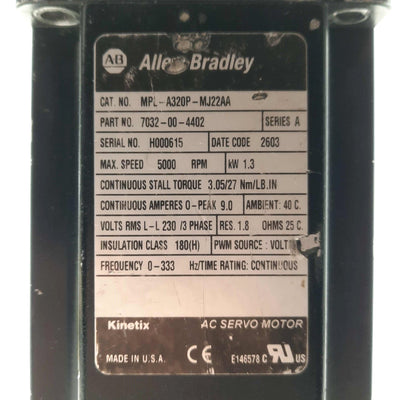 AB Allen-Bradley
CAT. NO. MPL-A320P-MJ22AA
PART NO. 7032-00-4402 SERIES A
SERIAL NO. H000615 DATE CODE 2603
MAX. SPEED 5000 RPM kW 1.3
CONTINUOUS STALL TORQUE 3.05/27 Nm/LB.IN
CONTINUOUS AMPERES 0-PEAK 9.0 AMBIENT: 40 C.
VOLTS RMS L-L 230 /3 PHASE RES. 1.8 OHMS 25 C.
INSULATION CLASS 180(H) PWM SOURCE: VOLTING
FREQUENCY 0-333 Hz/TIME RATING: CONTINUOUS
Kinetix AC SERVO MOTOR
MADE IN U.S.A. CE E146578 C RU US